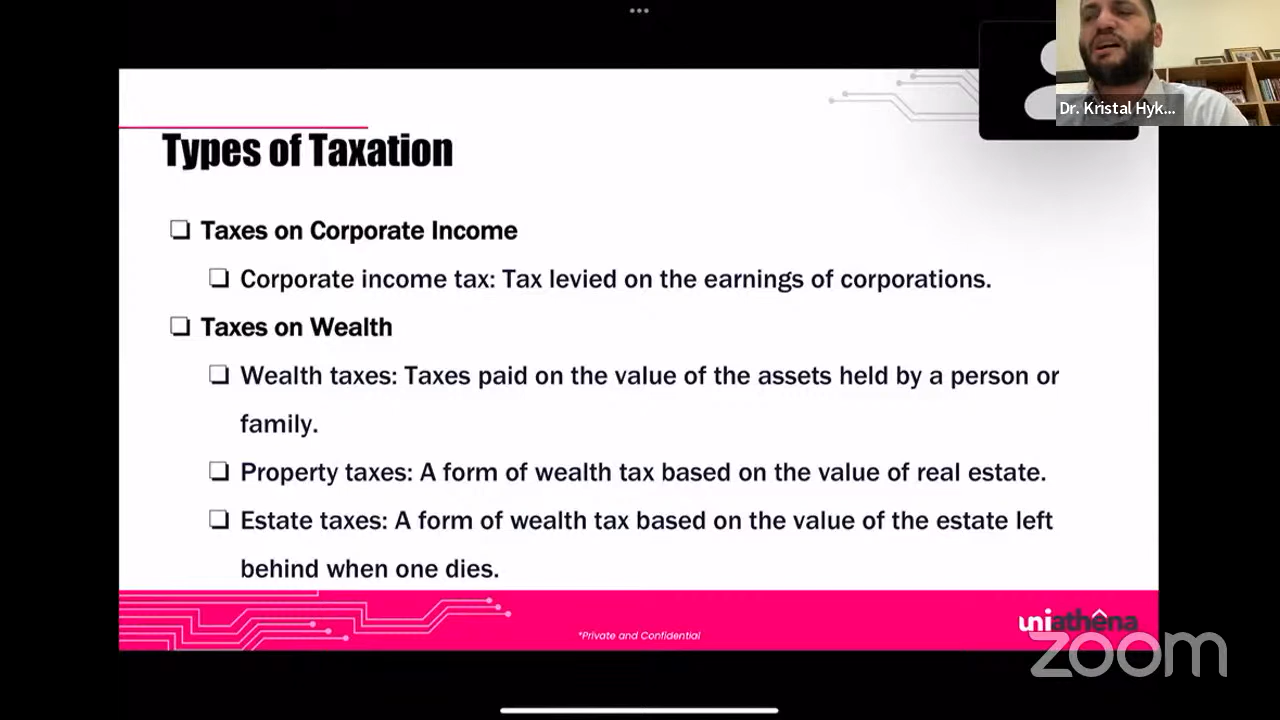 Dr. Kristal Hyk...
Types of Taxation
Taxes on Corporate Income
Corporate income tax: Tax levied on the earnings of corporations.
Taxes on Wealth
Wealth taxes: Taxes paid on the value of the assets held by a person or
family.
Property taxes: A form of wealth tax based on the value of real estate.
Estate taxes: A form of wealth tax based on the value of the estate left
behind when one dies.
*Private and Confidential
uniathena
zoom